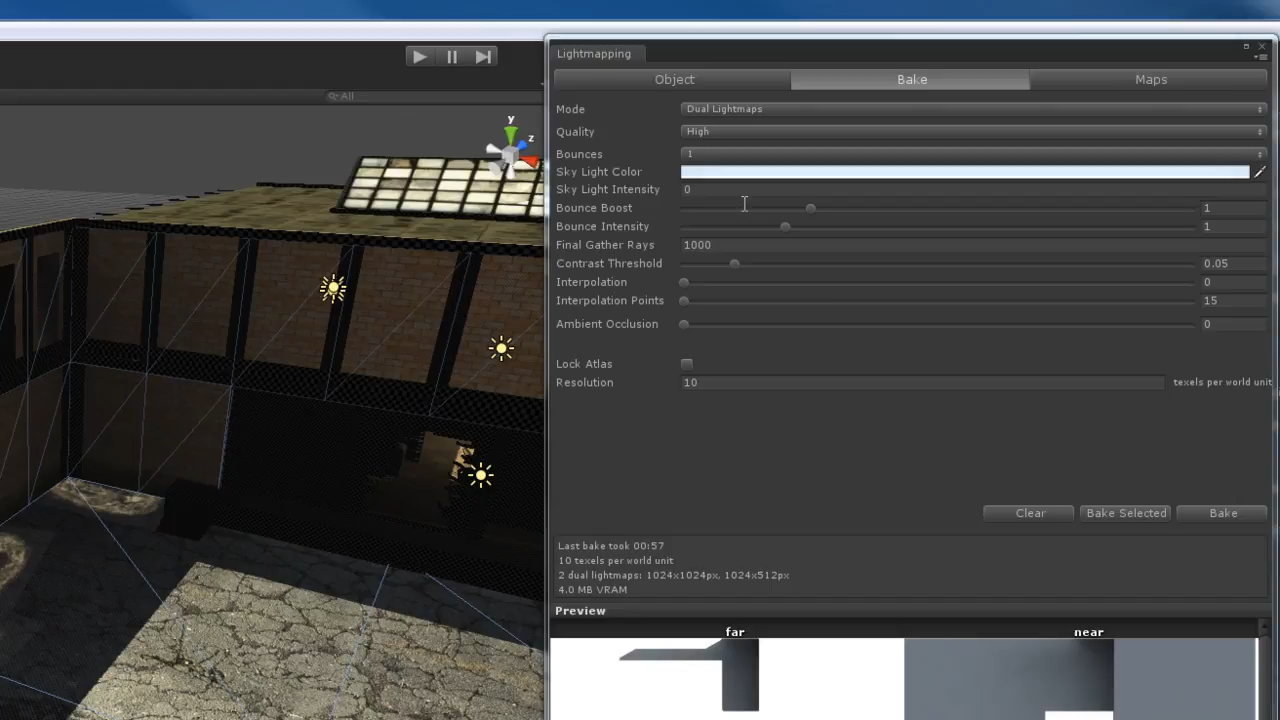 Lightmapping
Object Bake Maps
All
Mode Dual Lightmaps
y
z
Quality High
Bounces 1
Sky Light Color
Sky Light Intensity 0
Bounce Boost 1
Bounce Intensity 1
Final Gather Rays 1000
Contrast Threshold 0.05
Interpolation 0
Interpolation Points 15
Ambient Occlusion 0
Lock Atlas
Resolution 10 texels per world unit
Clear Bake Selected Bake
Last bake took 00:57
10 texels per world unit
2 dual lightmaps: 1024x1024px, 1024x512px
4.0 MB VRAM
Preview
far near